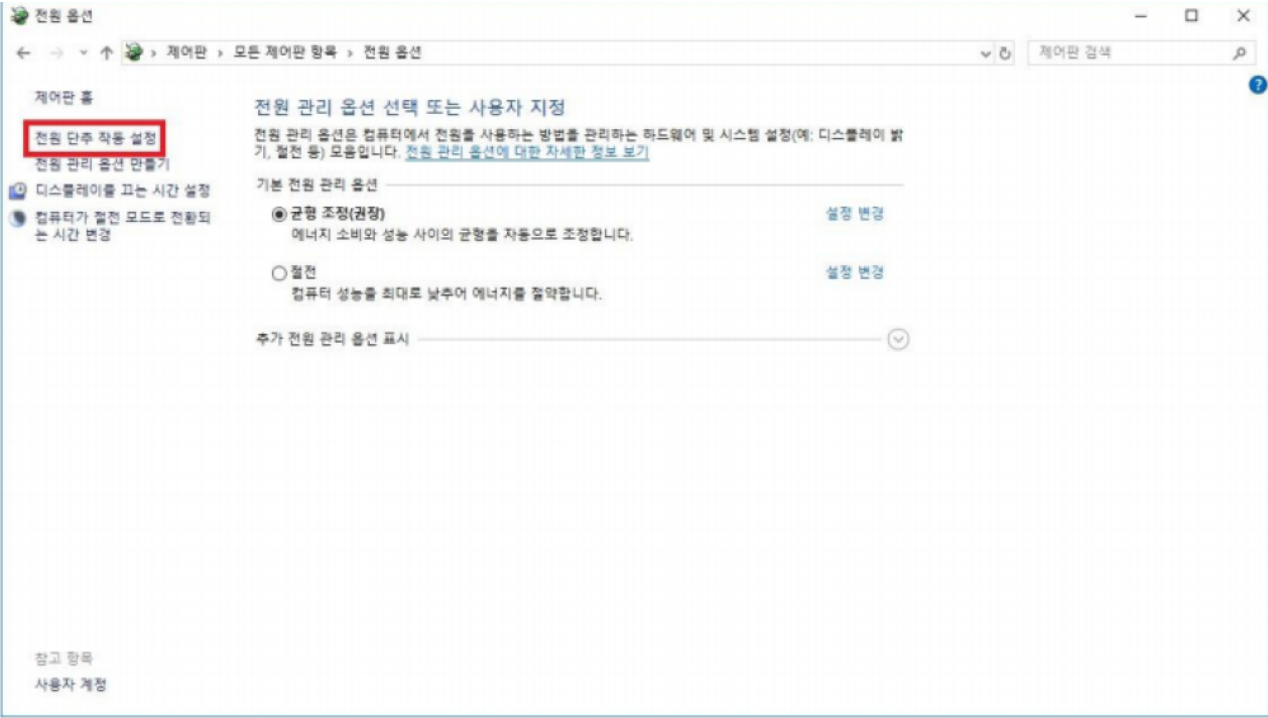 전원 옵션
제어판 › 모든 제어판 항목 › 전원 옵션
제어판 검색
제어판 홈
전원 단추 작동 설정
전원 관리 옵션 만들기
디스플레이를 끄는 시간 설정
컴퓨터가 절전 모드로 전환되
는 시간 변경
전원 관리 옵션 선택 또는 사용자 지정
전원 관리 옵션은 컴퓨터에서 전원을 사용하는 방법을 관리하는 하드웨어 및 시스템 설정(예: 디스플레이 밝
기, 절전 등) 모음입니다. 전원 관리 옵션에 대한 자세한 정보 보기
기본 전원 관리 옵션
균형 조정(권장) 설정 변경
에너지 소비와 성능 사이의 균형을 자동으로 조정합니다.
절전 설정 변경
컴퓨터 성능을 최대로 낮추어 에너지를 절약합니다.
추가 전원 관리 옵션 표시
참고 항목
사용자 계정